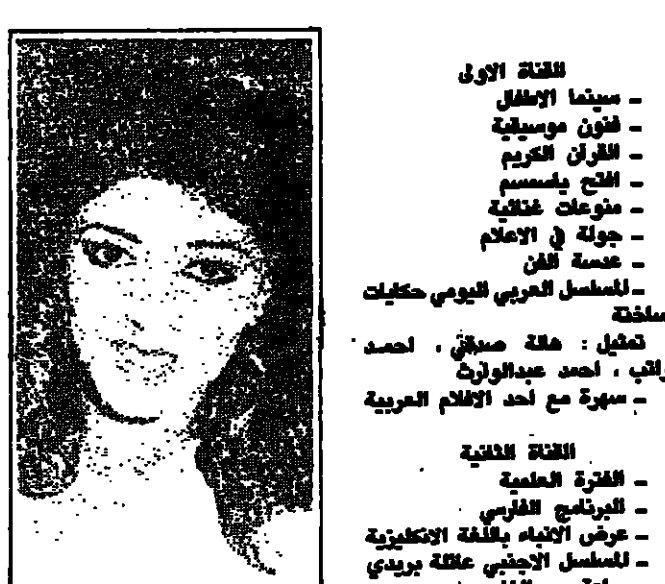 القناة الاولى
- سينما الاطفال
- فنون موسيقية
- القران الكريم
- افتح ياسمسم
- منوعات غنائية
- جولة في الاعلام
- عدسة الفن
- المسلسل العربي اليومي حكايات
ساخنة
تمثيل : هالة صدقي ، احمد
راتب ، احمد عبدالوارث
- سهرة مع احد الافلام العربية
القناة الثانية
- الفترة العلمية
- البرنامج الفارسي
- عرض الانباء باللغة الانكليزية
- المسلسل الاجنبي عائلة بريدي